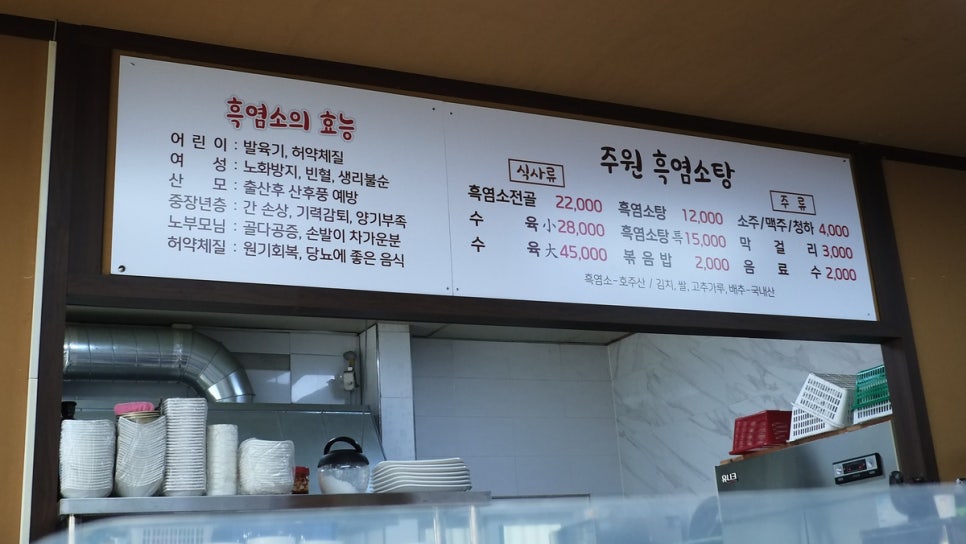 흑염소의 효능
어린이 : 발육기, 허약체질
여성 : 노화방지, 빈혈, 생리불순
산모 : 출산후 산후풍 예방
중장년층 : 간 손상, 기력감퇴, 양기부족
노부모님 : 골다공증, 손발이 차가운분
허약체질 : 원기회복, 당뇨에 좋은 음식
주원 흑염소탕
식사류
흑염소전골 22,000
수육 小 28,000
수육 大 45,000
흑염소탕 12,000
흑염소탕 특 15,000
볶음밥 2,000
주류
소주/맥주/청하 4,000
막걸리 3,000
음료수 2,000
흑염소-호주산 / 김치, 쌀, 고추가루, 배추-국내산